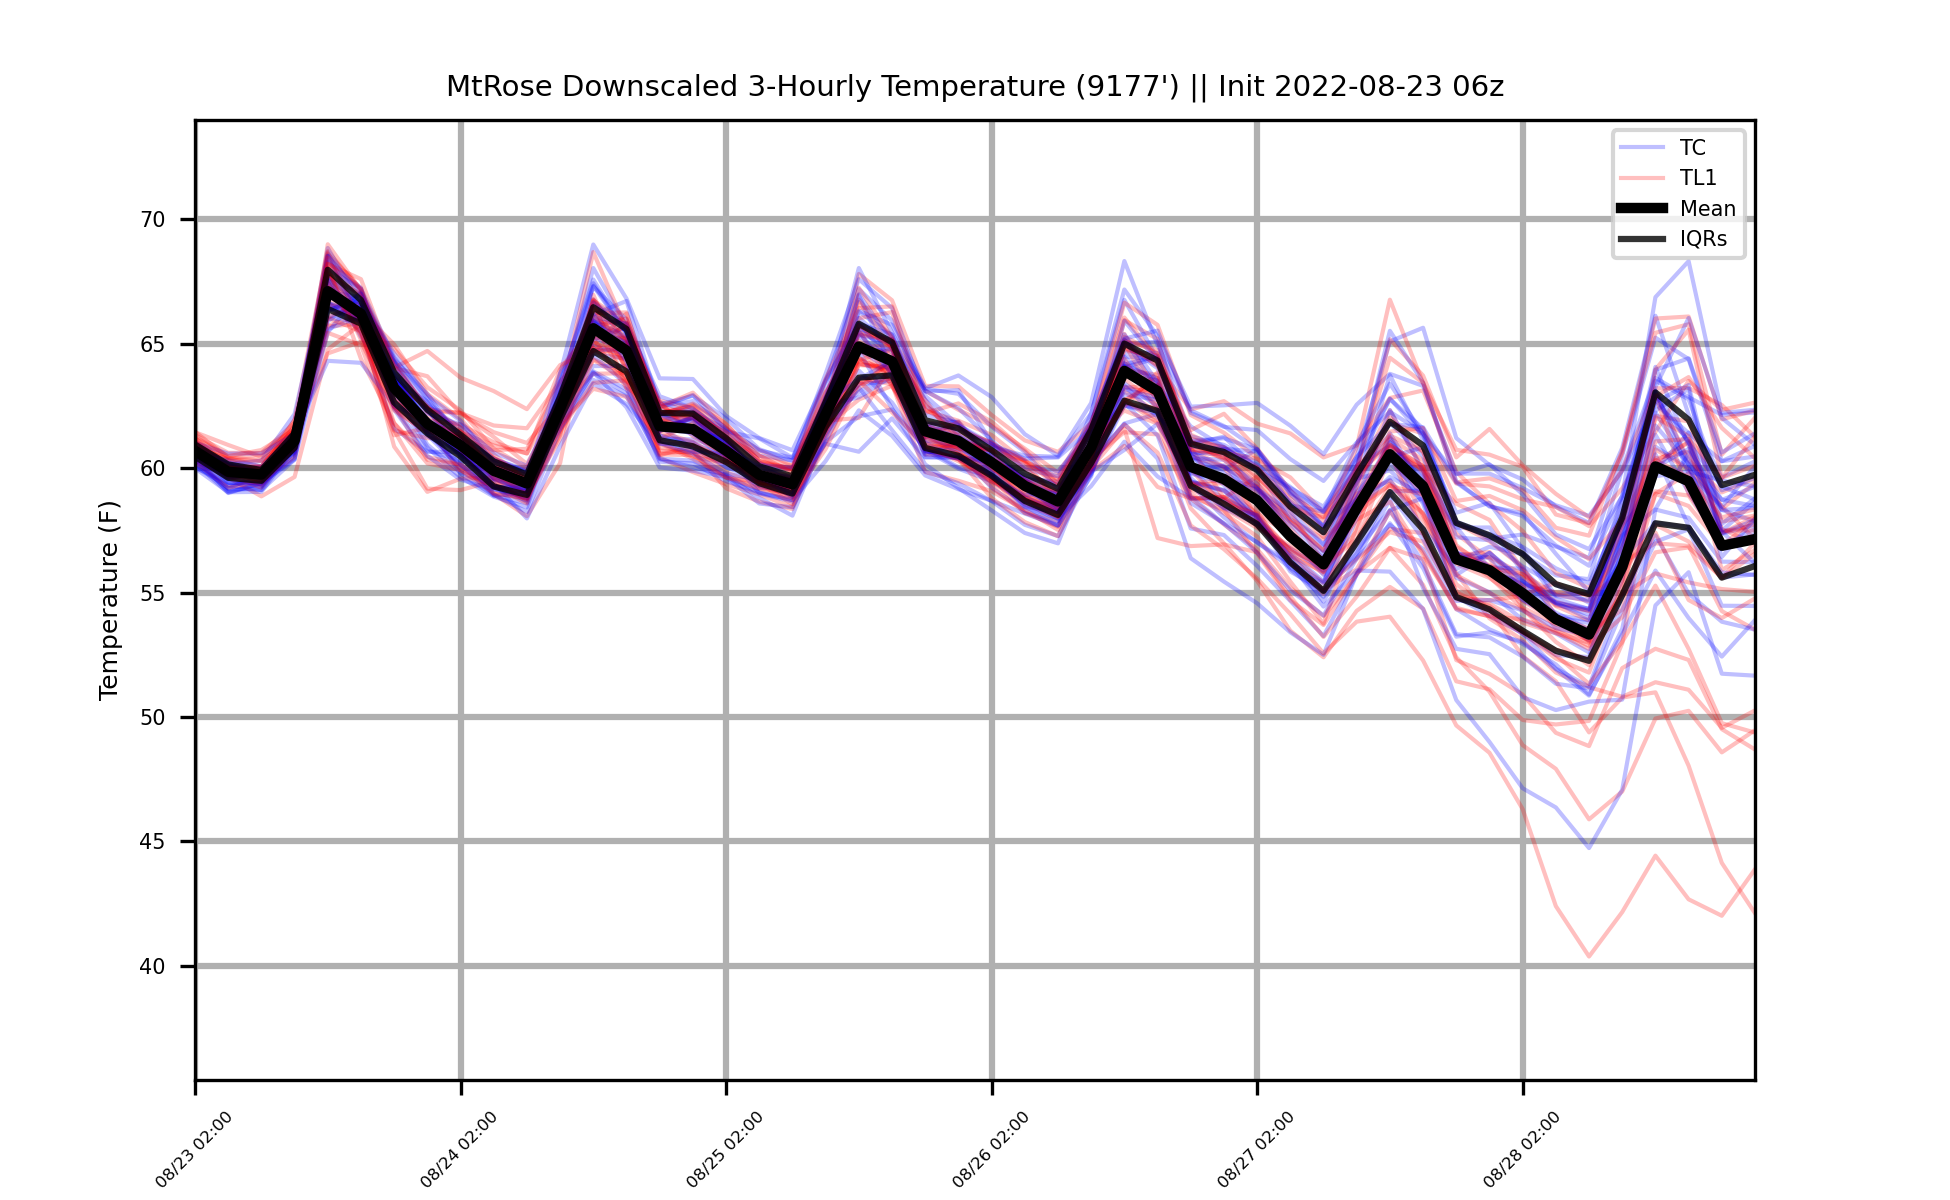 MtRose Downscaled 3-Hourly Temperature (9177') || Init 2022-08-23 06z
TC
TL1
Mean
IQRs
Temperature (F)
70
65
60
55
50
45
40
08/23 02:00
08/24 02:00
08/25 02:00
08/26 02:00
08/27 02:00
08/28 02:00